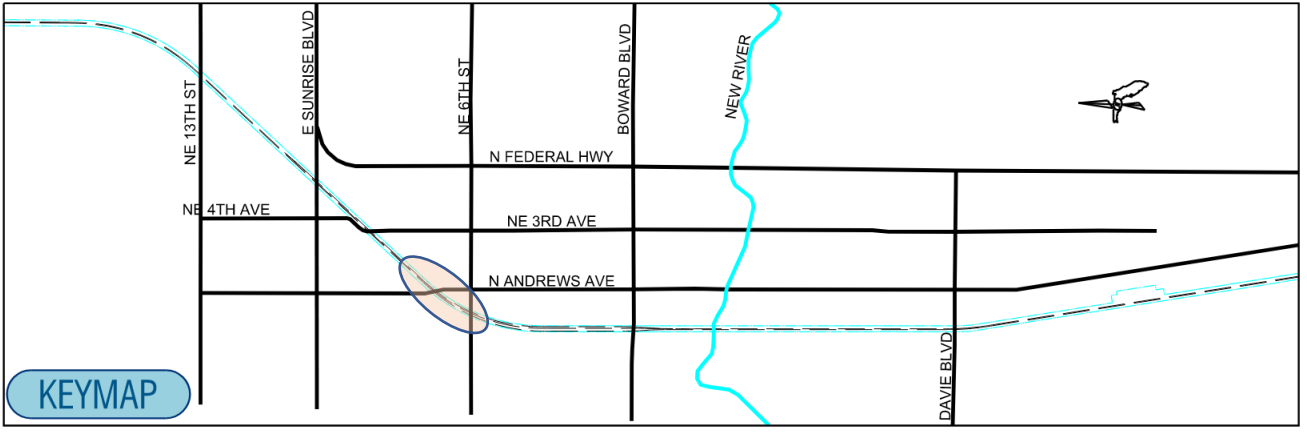 NE 13TH ST
E SUNRISE BLVD
NE 6TH ST
BOWARD BLVD
NEW RIVER
N FEDERAL HWY
NE 4TH AVE
NE 3RD AVE
N ANDREWS AVE
DAVIE BLVD
KEYMAP